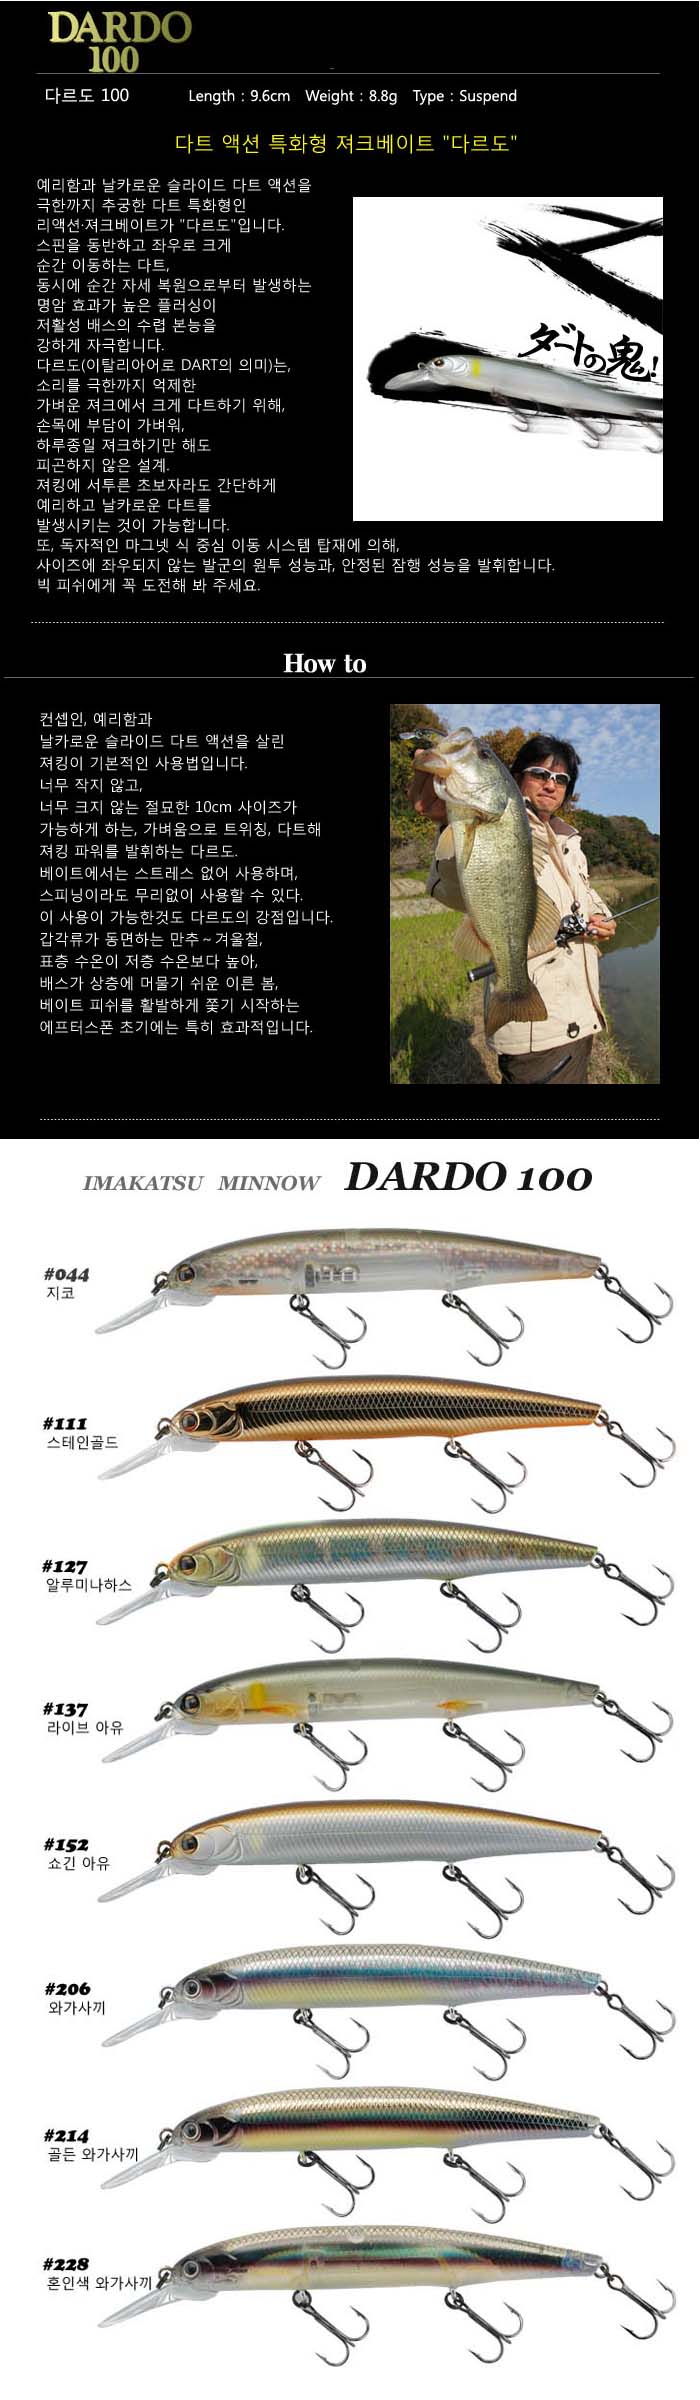 DARDO
100
다르도 100 Length : 9.6cm Weight : 8.8g Type : Suspend
다트 액션 특화형 져크베이트 "다르도"
예리함과 날카로운 슬라이드 다트 액션을
극한까지 추궁한 다트 특화형인
리액션·져크베이트가 "다르도"입니다.
스핀을 동반하고 좌우로 크게
순간 이동하는 다트,
동시에 순간 자세 복원으로부터 발생하는
명암 효과가 높은 플러싱이
저활성 배스의 수렵 본능을
강하게 자극합니다.
다르도(이탈리아어로 DART의 의미)는,
소리를 극한까지 억제한
가벼운 져크에서 크게 다트하기 위해,
손목에 부담이 가벼워,
하루종일 져크하기만 해도
피곤하지 않은 설계.
져킹에 서투른 초보자라도 간단하게
예리하고 날카로운 다트를
발생시키는 것이 가능합니다.
또, 독자적인 마그넷 식 중심 이동 시스템 탑재에 의해,
사이즈에 좌우되지 않는 발군의 원투 성능과, 안정된 잠행 성능을 발휘합니다.
빅 피쉬에게 꼭 도전해 봐 주세요.
ダートの鬼!
How to
컨셉인, 예리함과
날카로운 슬라이드 다트 액션을 살린
져킹이 기본적인 사용법입니다.
너무 작지 않고,
너무 크지 않는 절묘한 10cm 사이즈가
가능하게 하는, 가벼움으로 트위칭, 다트해
져킹 파워를 발휘하는 다르도.
베이트에서는 스트레스 없어 사용하며,
스피닝이라도 무리없이 사용할 수 있다.
이 사용이 가능한것도 다르도의 강점입니다.
갑각류가 동면하는 만추~겨울철,
표층 수온이 저층 수온보다 높아,
배스가 상층에 머물기 쉬운 이른 봄,
베이트 피쉬를 활발하게 쫓기 시작하는
에프터스폰 초기에는 특히 효과적입니다.
IMAKATSU MINNOW DARDO 100
#044
지코
#111
스테인골드
#127
알루미나하스
#137
라이브 아유
#152
쇼긴 아유
#206
와가사끼
#214
골든 와가사끼
#228
혼인색 와가사끼